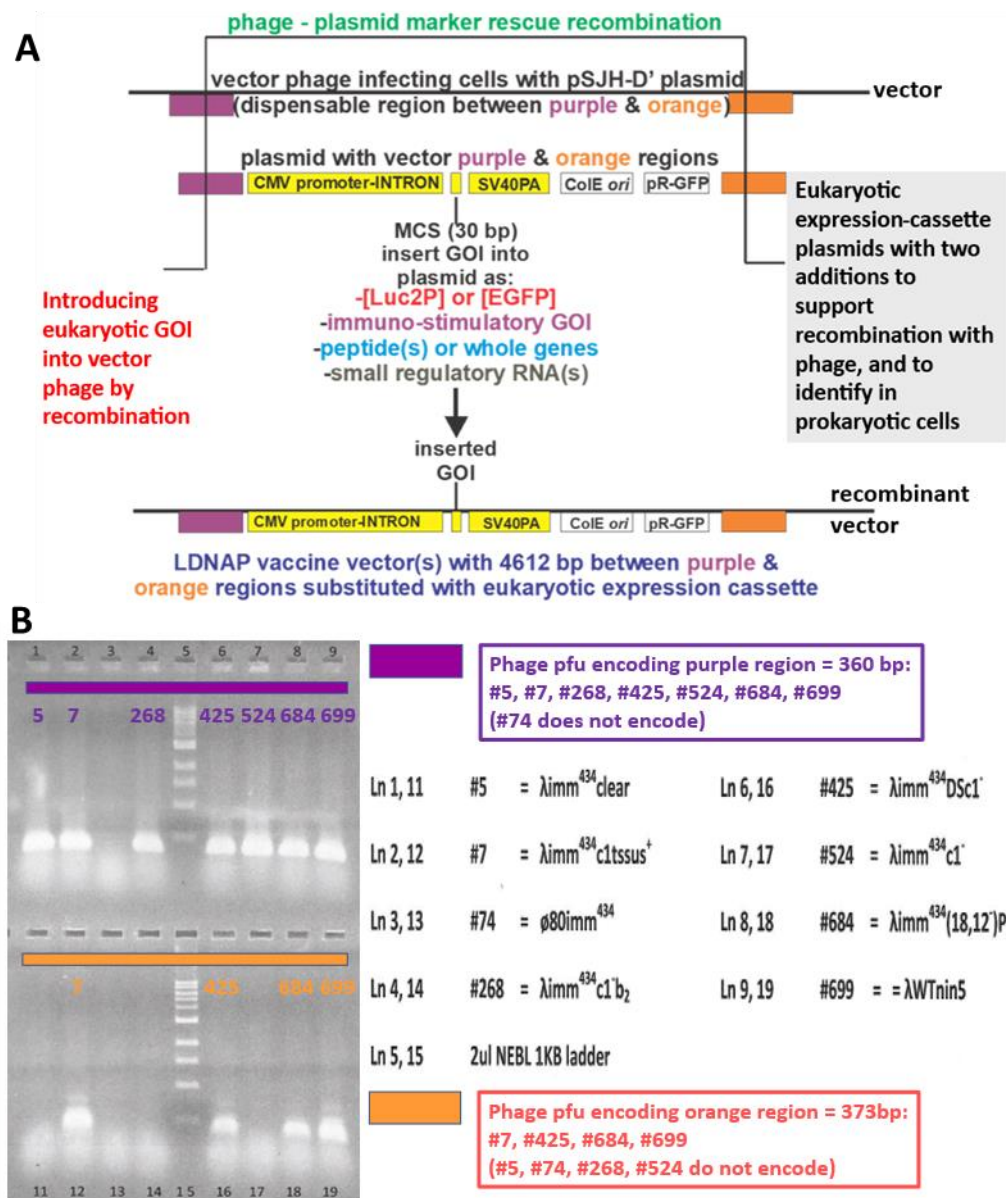 A
phage - plasmid marker rescue recombination
vector phage infecting cells with pSJH-D' plasmid
vector
(dispensable region between purple & orange)
plasmid with vector purple & orange regions
CMV promoter-INTRON
SV40PA
ColE ori
pR-GFP
MCS (30 bp)
insert GOI into
plasmid as:
-[Luc2P] or [EGFP]
-immuno-stimulatory GOI
-peptide(s) or whole genes
-small regulatory RNA(s)
Introducing
eukaryotic GOI
into vector
phage by
recombination
Eukaryotic
expression-cassette
plasmids with two
additions to
support
recombination with
phage, and to
identify in
prokaryotic cells
inserted
GOI
recombinant
vector
CMV promoter-INTRON
SV40PA
ColE ori
pR-GFP
LDNAP vaccine vector(s) with 4612 bp between purple &
orange regions substituted with eukaryotic expression cassette
B
1 2 3 4 5 6 7 8 9
5 7 268 425 524 684 699
7 425 684 699
11 12 13 14 15 16 17 18 19
Phage pfu encoding purple region = 360 bp:
#5, #7, #268, #425, #524, #684, #699
(#74 does not encode)
Ln 1, 11 #5 = λimm⁴³⁴clear
Ln 6, 16 #425 = λimm⁴³⁴DSc1⁻
Ln 2, 12 #7 = λimm⁴³⁴c1tssus⁺
Ln 7, 17 #524 = λimm⁴³⁴c1⁻
Ln 3, 13 #74 = ø80imm⁴³⁴
Ln 8, 18 #684 = λimm⁴³⁴(18,12⁻)P
Ln 4, 14 #268 = λimm⁴³⁴c1⁻b₂
Ln 9, 19 #699 = =λWTnin5
Ln 5, 15 2ul NEBL 1KB ladder
Phage pfu encoding orange region = 373bp:
#7, #425, #684, #699
(#5, #74, #268, #524 do not encode)